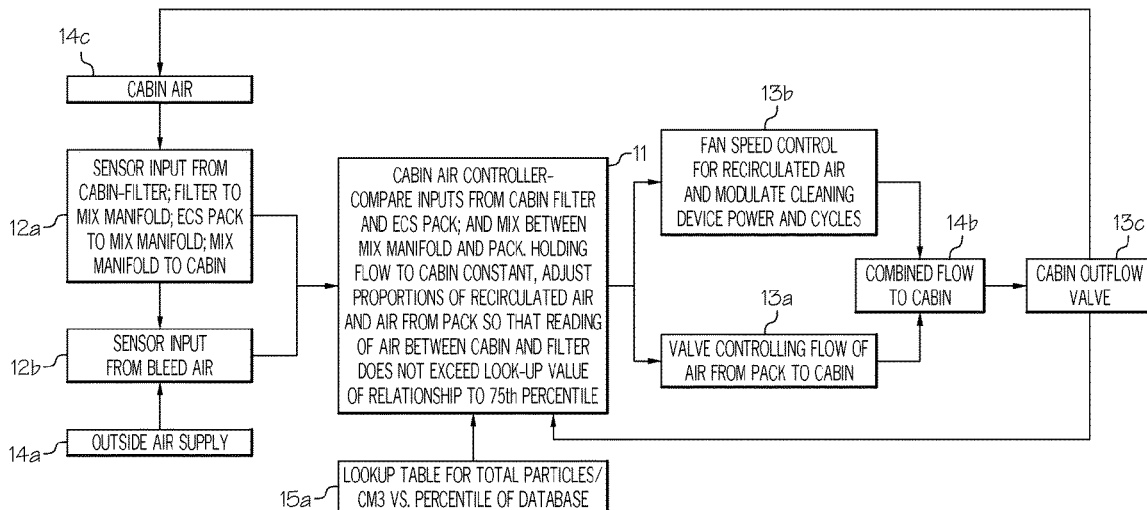 14c
CABIN AIR
SENSOR INPUT FROM
CABIN-FILTER; FILTER TO
MIX MANIFOLD; ECS PACK
TO MIX MANIFOLD; MIX
MANIFOLD TO CABIN
12a
12b
SENSOR INPUT
FROM BLEED AIR
14a
OUTSIDE AIR SUPPLY
11
CABIN AIR CONTROLLER-
COMPARE INPUTS FROM CABIN FILTER
AND ECS PACK; AND MIX BETWEEN
MIX MANIFOLD AND PACK. HOLDING
FLOW TO CABIN CONSTANT, ADJUST
PROPORTIONS OF RECIRCULATED AIR
AND AIR FROM PACK SO THAT READING
OF AIR BETWEEN CABIN AND FILTER
DOES NOT EXCEED LOOK-UP VALUE
OF RELATIONSHIP TO 75th PERCENTILE
15a
LOOKUP TABLE FOR TOTAL PARTICLES/
CM3 VS. PERCENTILE OF DATABASE
13b
FAN SPEED CONTROL
FOR RECIRCULATED AIR
AND MODULATE CLEANING
DEVICE POWER AND CYCLES
13a
VALVE CONTROLLING FLOW OF
AIR FROM PACK TO CABIN
14b
COMBINED FLOW
TO CABIN
13c
CABIN OUTFLOW
VALVE